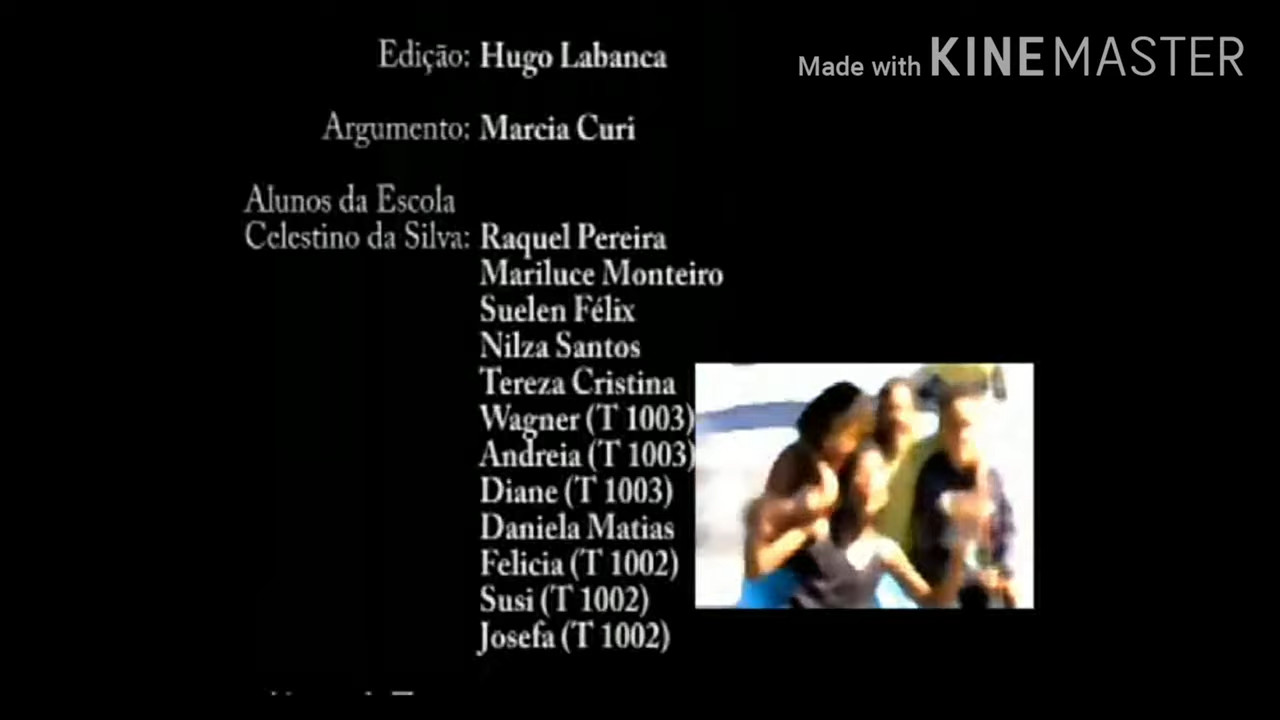 Edição: Hugo Labanca
Made with KINEMASTER
Argumento: Marcia Curi
Alunos da Escola
Celestino da Silva: Raquel Pereira
Mariluce Monteiro
Suelen Félix
Nilza Santos
Tereza Cristina
Wagner (T 1003)
Andreia (T 1003)
Diane (T 1003)
Daniela Matias
Felicia (T 1002)
Susi (T 1002)
Josefa (T 1002)